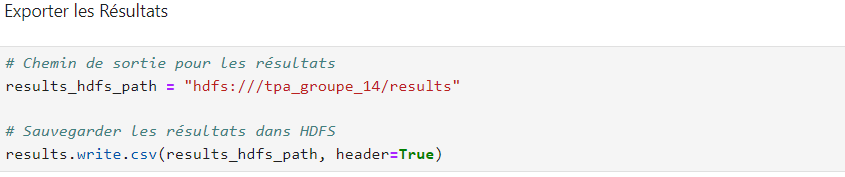 Exporter les Résultats
# Chemin de sortie pour les résultats
results_hdfs_path = "hdfs:///tpa_groupe_14/results"
# Sauvegarder les résultats dans HDFS
results.write.csv(results_hdfs_path, header=True)